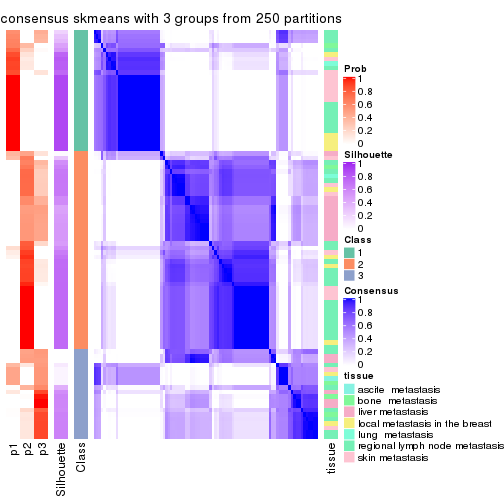 consensus skmeans with 3 groups from 250 partitions
Prob
1
0.8
0.6
0.4
0.2
0
Silhouette
1
0.8
0.6
0.4
0.2
0
Class
1
2
3
Consensus
1
0.8
0.6
0.4
0.2
0
tissue
ascite metastasis
bone metastasis
liver metastasis
local metastasis in the breast
lung metastasis
regional lymph node metastasis
skin metastasis
p1
p2
p3
Silhouette
Class
tissue